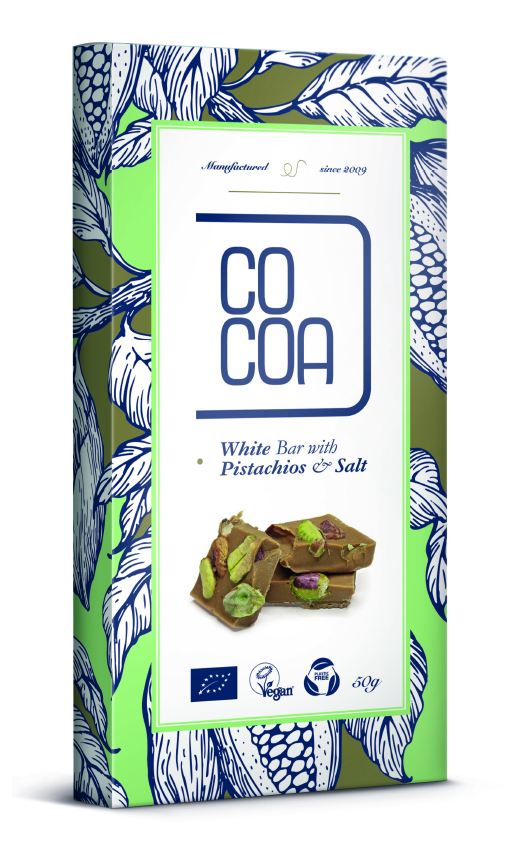 Manufactured since 2009
CO
COA
White Bar with
Pistachios & Salt
Vegan
PLASTIC
FREE
50g